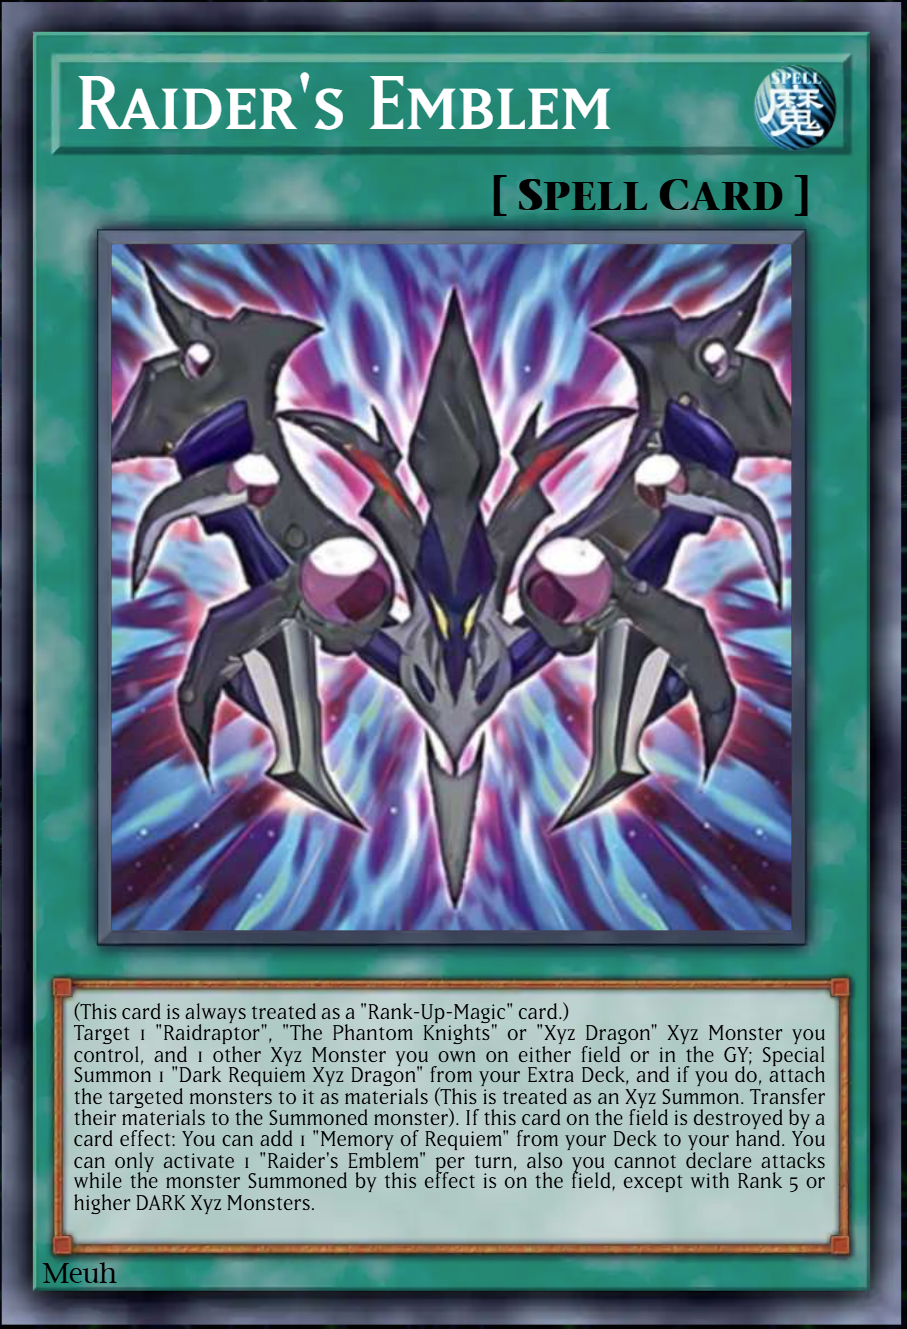 Raider's Emblem
SPELL
魔
[ Spell Card ]
(This card is always treated as a "Rank-Up-Magic" card.)
Target 1 "Raidraptor", "The Phantom Knights" or "Xyz Dragon" Xyz Monster you
control, and 1 other Xyz Monster you own on either field or in the GY; Special
Summon 1 "Dark Requiem Xyz Dragon" from your Extra Deck, and if you do, attach
the targeted monsters to it as materials (This is treated as an Xyz Summon. Transfer
their materials to the Summoned monster). If this card on the field is destroyed by a
card effect: You can add 1 "Memory of Requiem" from your Deck to your hand. You
can only activate 1 "Raider's Emblem" per turn, also you cannot declare attacks
while the monster Summoned by this effect is on the field, except with Rank 5 or
higher DARK Xyz Monsters.
Meuh